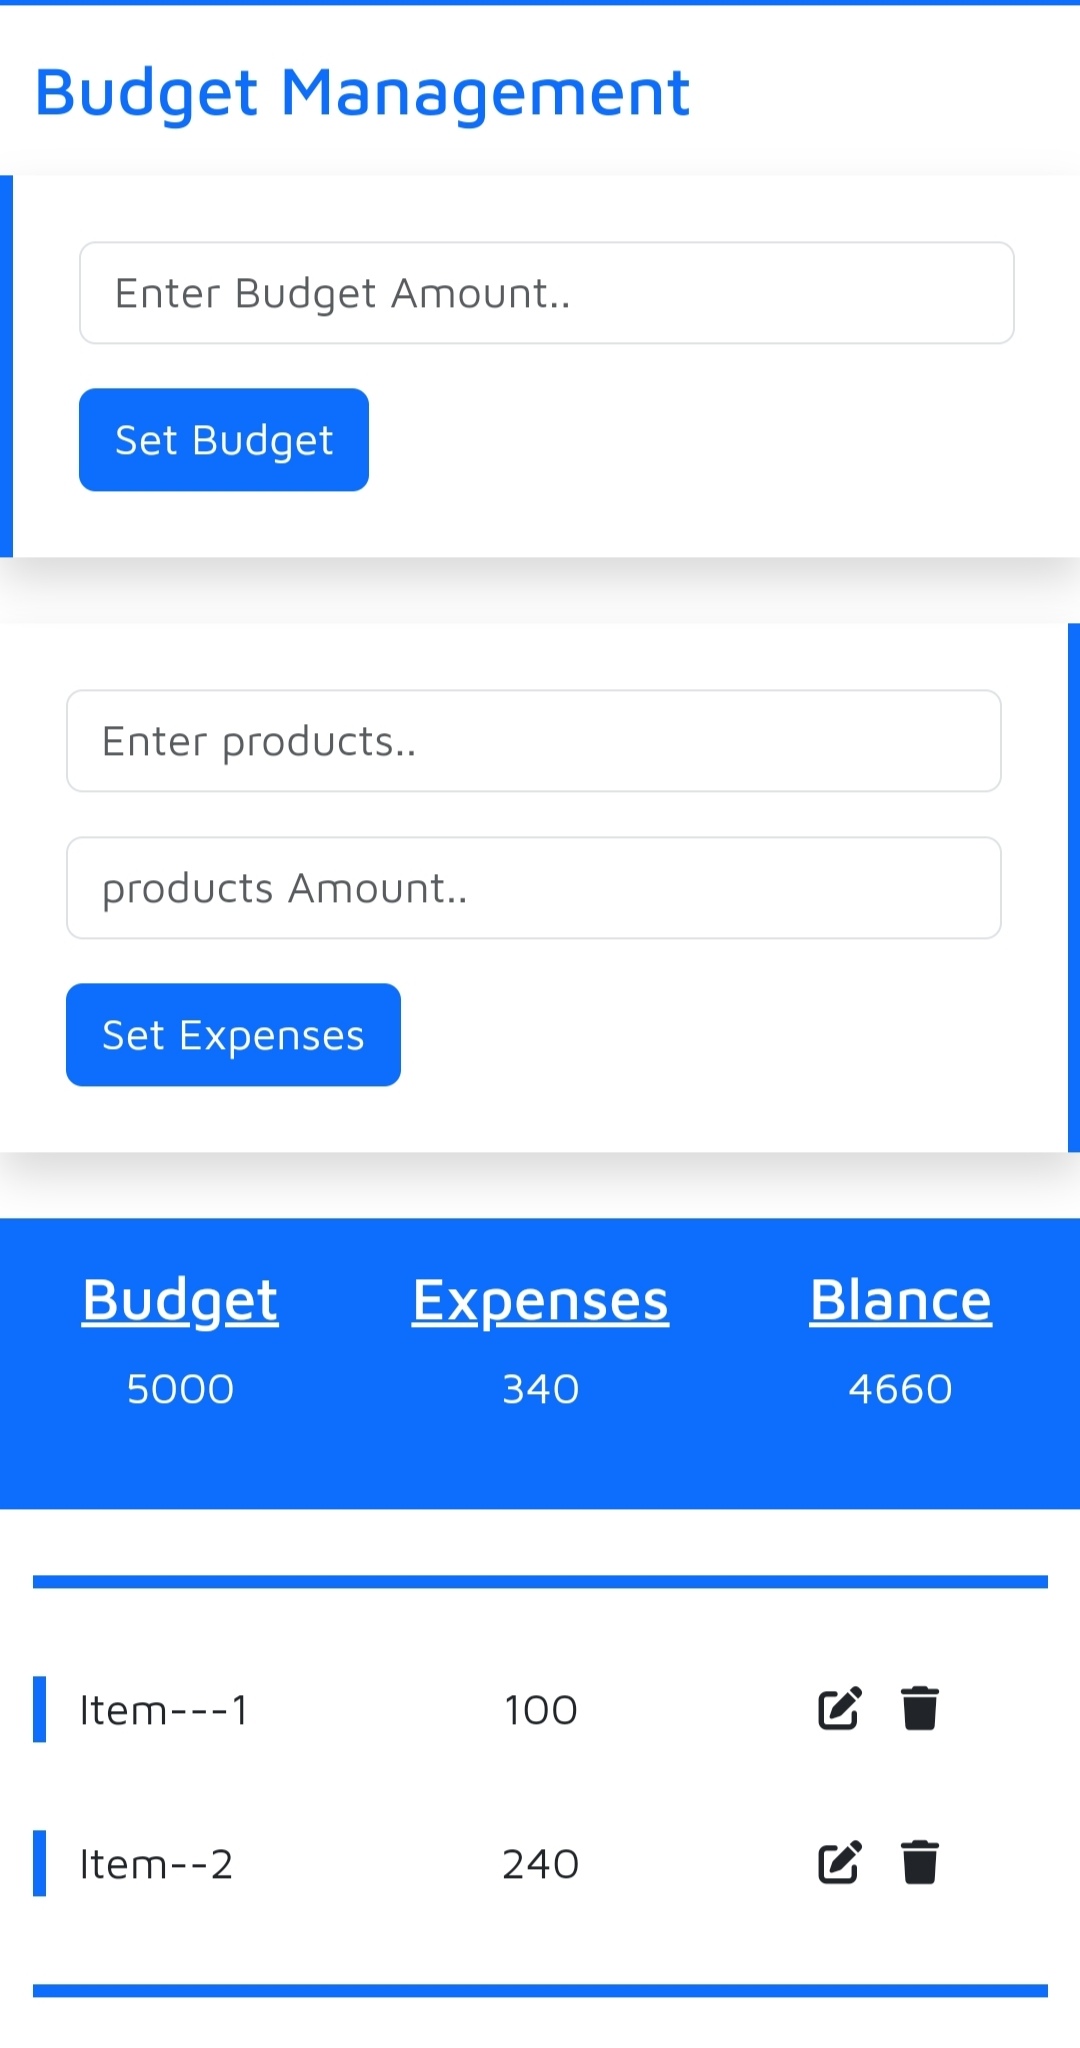 Budget Management
Enter Budget Amount..
Set Budget
Enter products..
products Amount..
Set Expenses
Budget Expenses Blance
5000 340 4660
Item---1 100
Item--2 240